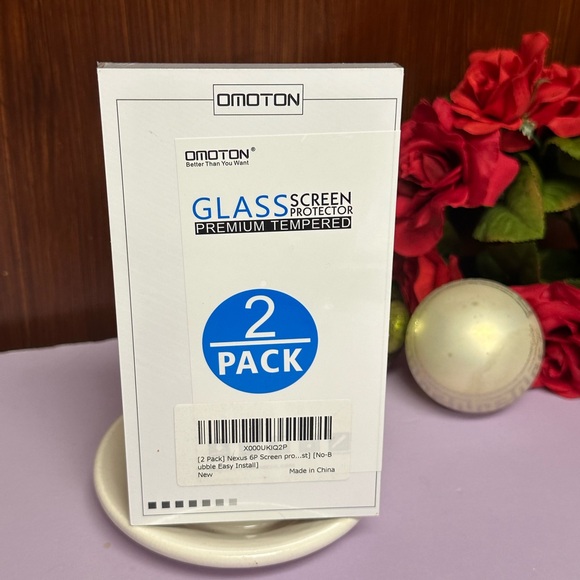 OMOTON
OMOTON®
Better Than You Want
GLASS SCREEN PROTECTOR
PREMIUM TEMPERED
2
PACK
X000UKIQ2P
[2 Pack] Nexus 6P Screen pro...st] [No-B
ubble Easy Install]
New Made in China